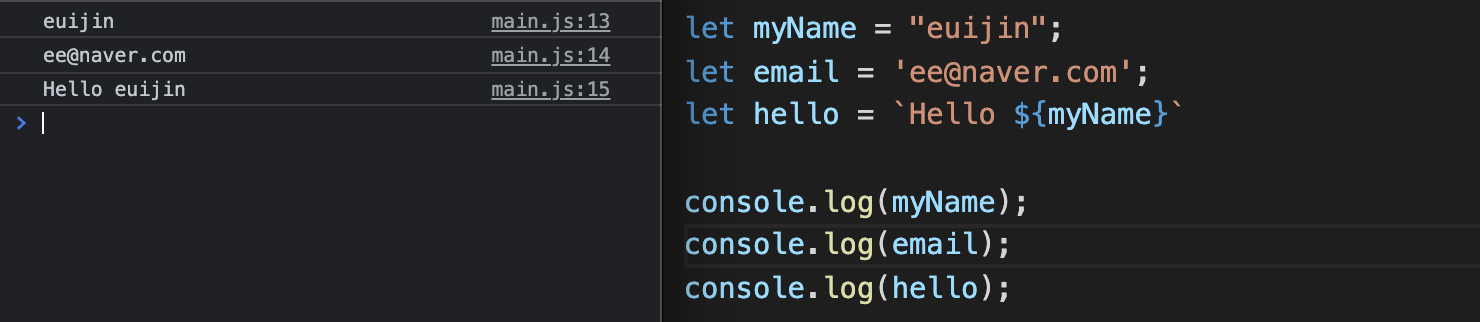 euijin main.js:13
ee@naver.com main.js:14
Hello euijin main.js:15
>
let myName = "euijin";
let email = 'ee@naver.com';
let hello = `Hello ${myName}`
console.log(myName);
console.log(email);
console.log(hello);